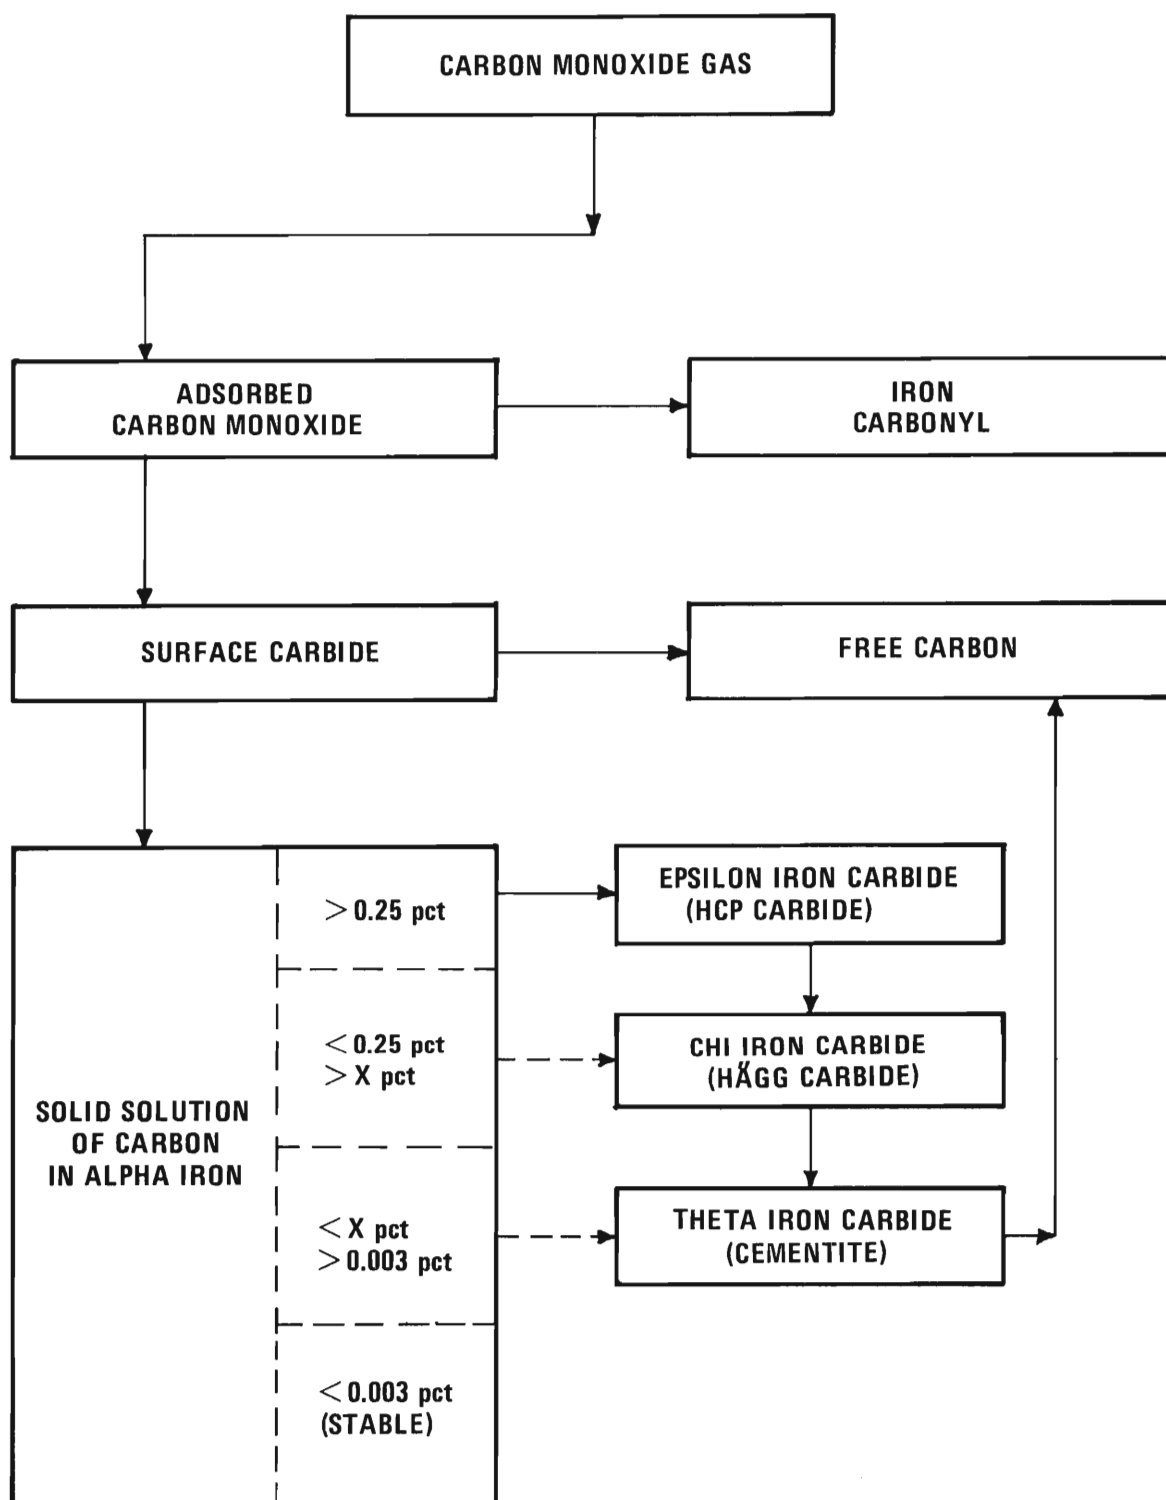 CARBON MONOXIDE GAS
ADSORBED
CARBON MONOXIDE
IRON
CARBONYL
SURFACE CARBIDE
FREE CARBON
SOLID SOLUTION
OF CARBON
IN ALPHA IRON
> 0.25 pct
< 0.25 pct
> X pct
< X pct
> 0.003 pct
< 0.003 pct
(STABLE)
EPSILON IRON CARBIDE
(HCP CARBIDE)
CHI IRON CARBIDE
(HÄGG CARBIDE)
THETA IRON CARBIDE
(CEMENTITE)